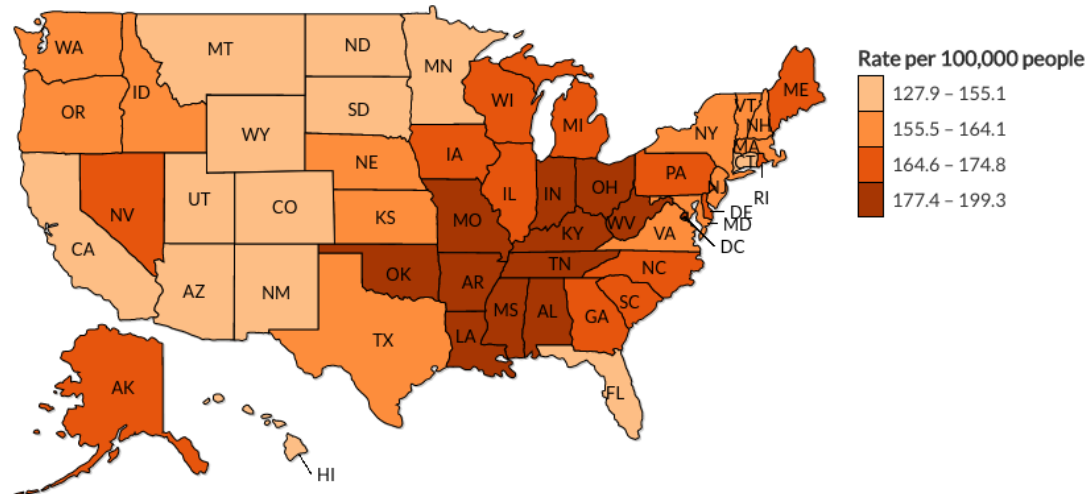 Rate per 100,000 people
127.9 – 155.1
155.5 – 164.1
164.6 – 174.8
177.4 – 199.3
WA
MT
ND
MN
OR
ID
WY
SD
WI
MI
NY
VT
NH
ME
MA
CT
RI
NV
UT
CO
NE
IA
IL
IN
OH
PA
NJ
DE
MD
DC
CA
KS
MO
KY
WV
VA
AZ
NM
OK
AR
TN
NC
SC
TX
LA
MS
AL
GA
FL
AK
HI